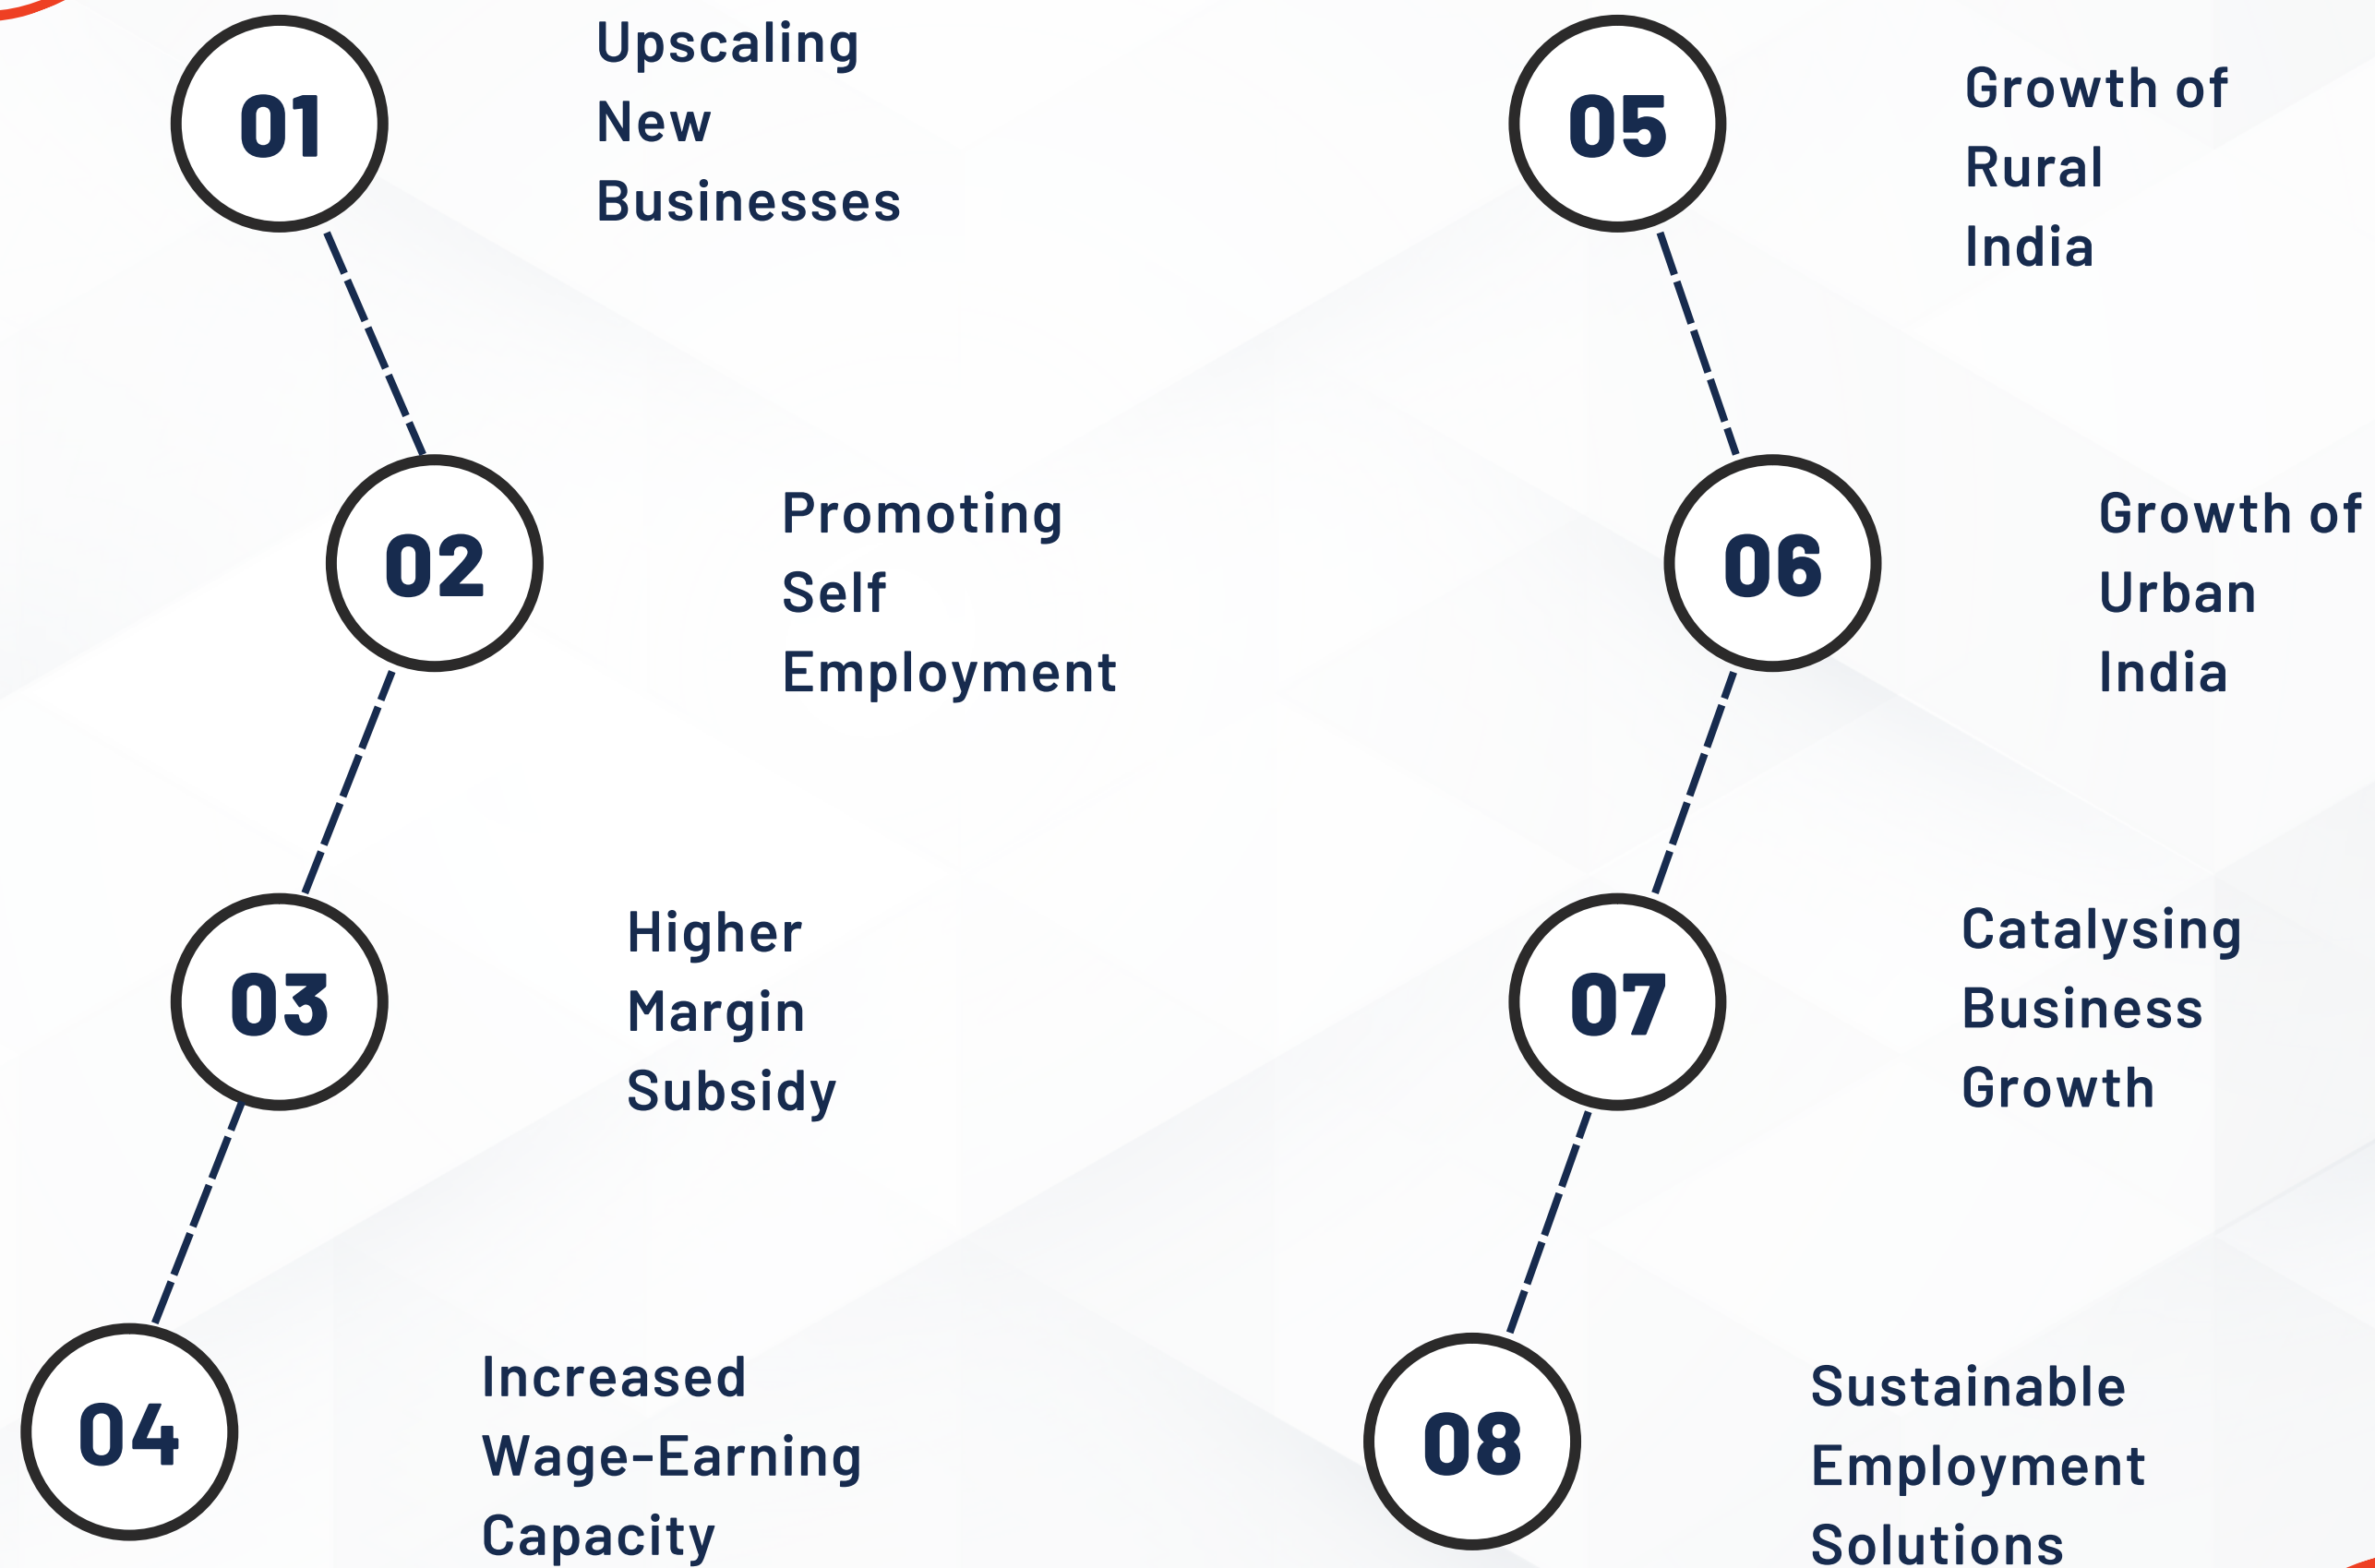 01
Upscaling
New
Businesses
02
Promoting
Self
Employment
03
Higher
Margin
Subsidy
04
Increased
Wage-Earning
Capacity
05
Growth of
Rural
India
06
Growth of
Urban
India
07
Catalysing
Business
Growth
08
Sustainable
Employment
Solutions